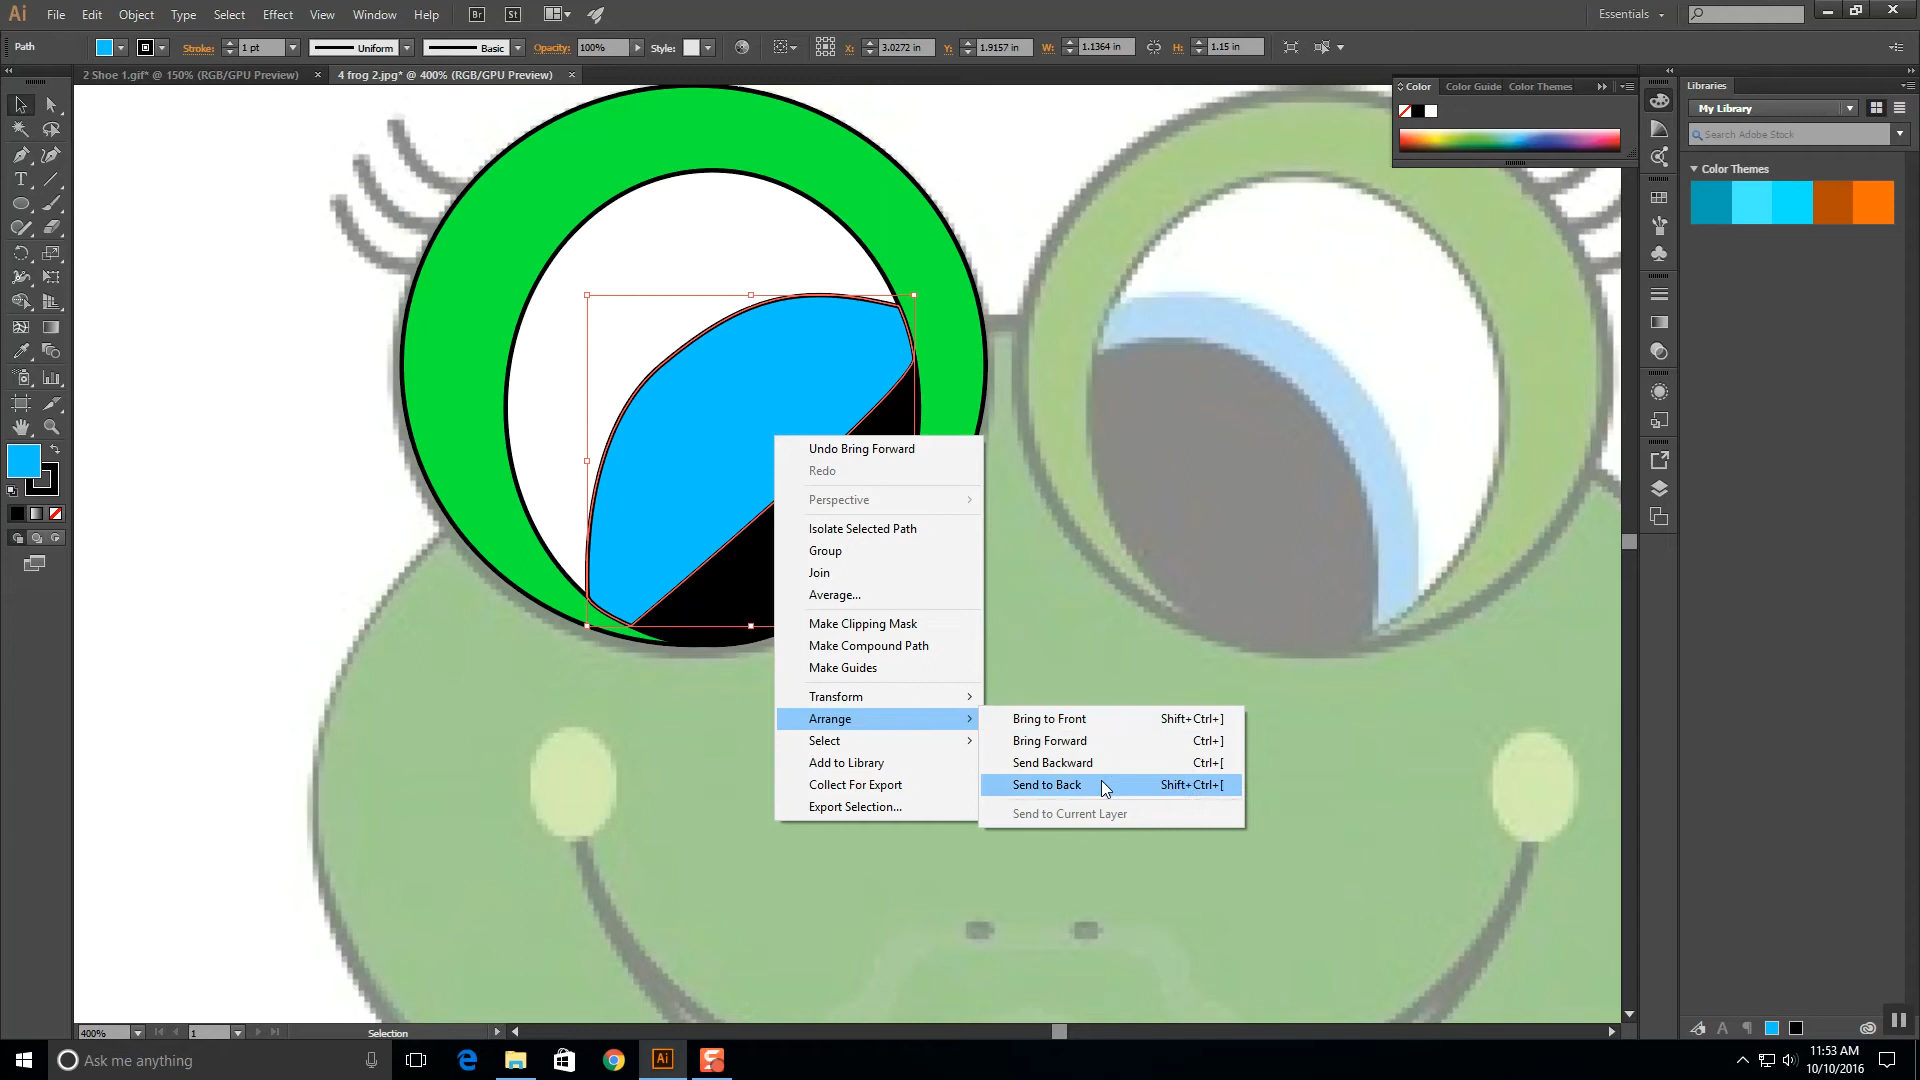 Ai File Edit Object Type Select Effect View Window Help Br St Essentials
Path Stroke: 1 pt Uniform Basic Opacity: 100% Style: X: 3.0272 in Y: 1.9157 in W: 1.1364 in H: 1.15 in
2 Shoe 1.gif* @ 150% (RGB/GPU Preview) × 4 frog 2.jpg* @ 400% (RGB/GPU Preview) ×
Color Color Guide Color Themes
Libraries
My Library
Search Adobe Stock
Color Themes
Undo Bring Forward
Redo
Perspective
Isolate Selected Path
Group
Join
Average...
Make Clipping Mask
Make Compound Path
Make Guides
Transform
Arrange
Select
Add to Library
Collect For Export
Export Selection...
Bring to Front Shift+Ctrl+]
Bring Forward Ctrl+]
Send Backward Ctrl+[
Send to Back Shift+Ctrl+[
Send to Current Layer
400% 1 Selection
Ask me anything
Ai
11:53 AM
10/10/2016